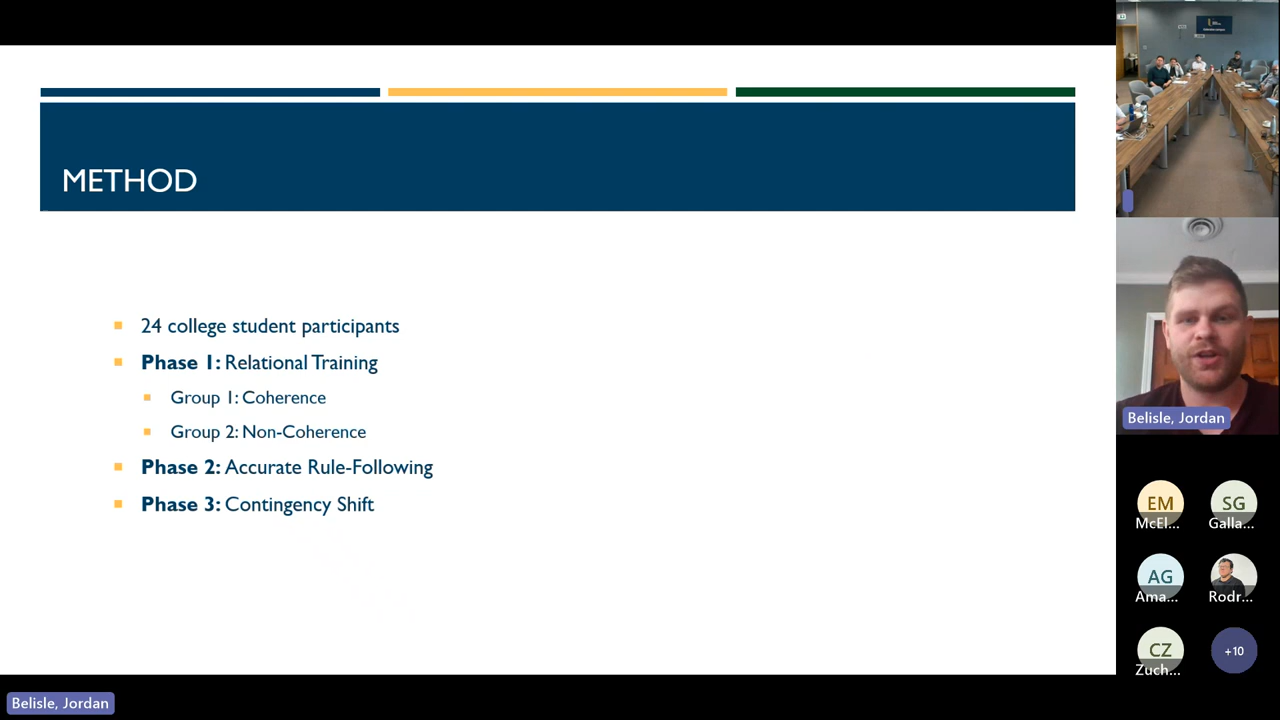 METHOD
24 college student participants
Phase 1: Relational Training
Group 1: Coherence
Group 2: Non-Coherence
Phase 2: Accurate Rule-Following
Phase 3: Contingency Shift
Belisle, Jordan
EM
McEl...
SG
Galla...
AG
Ama...
Rodr...
CZ
Zuch...
+10
Belisle, Jordan